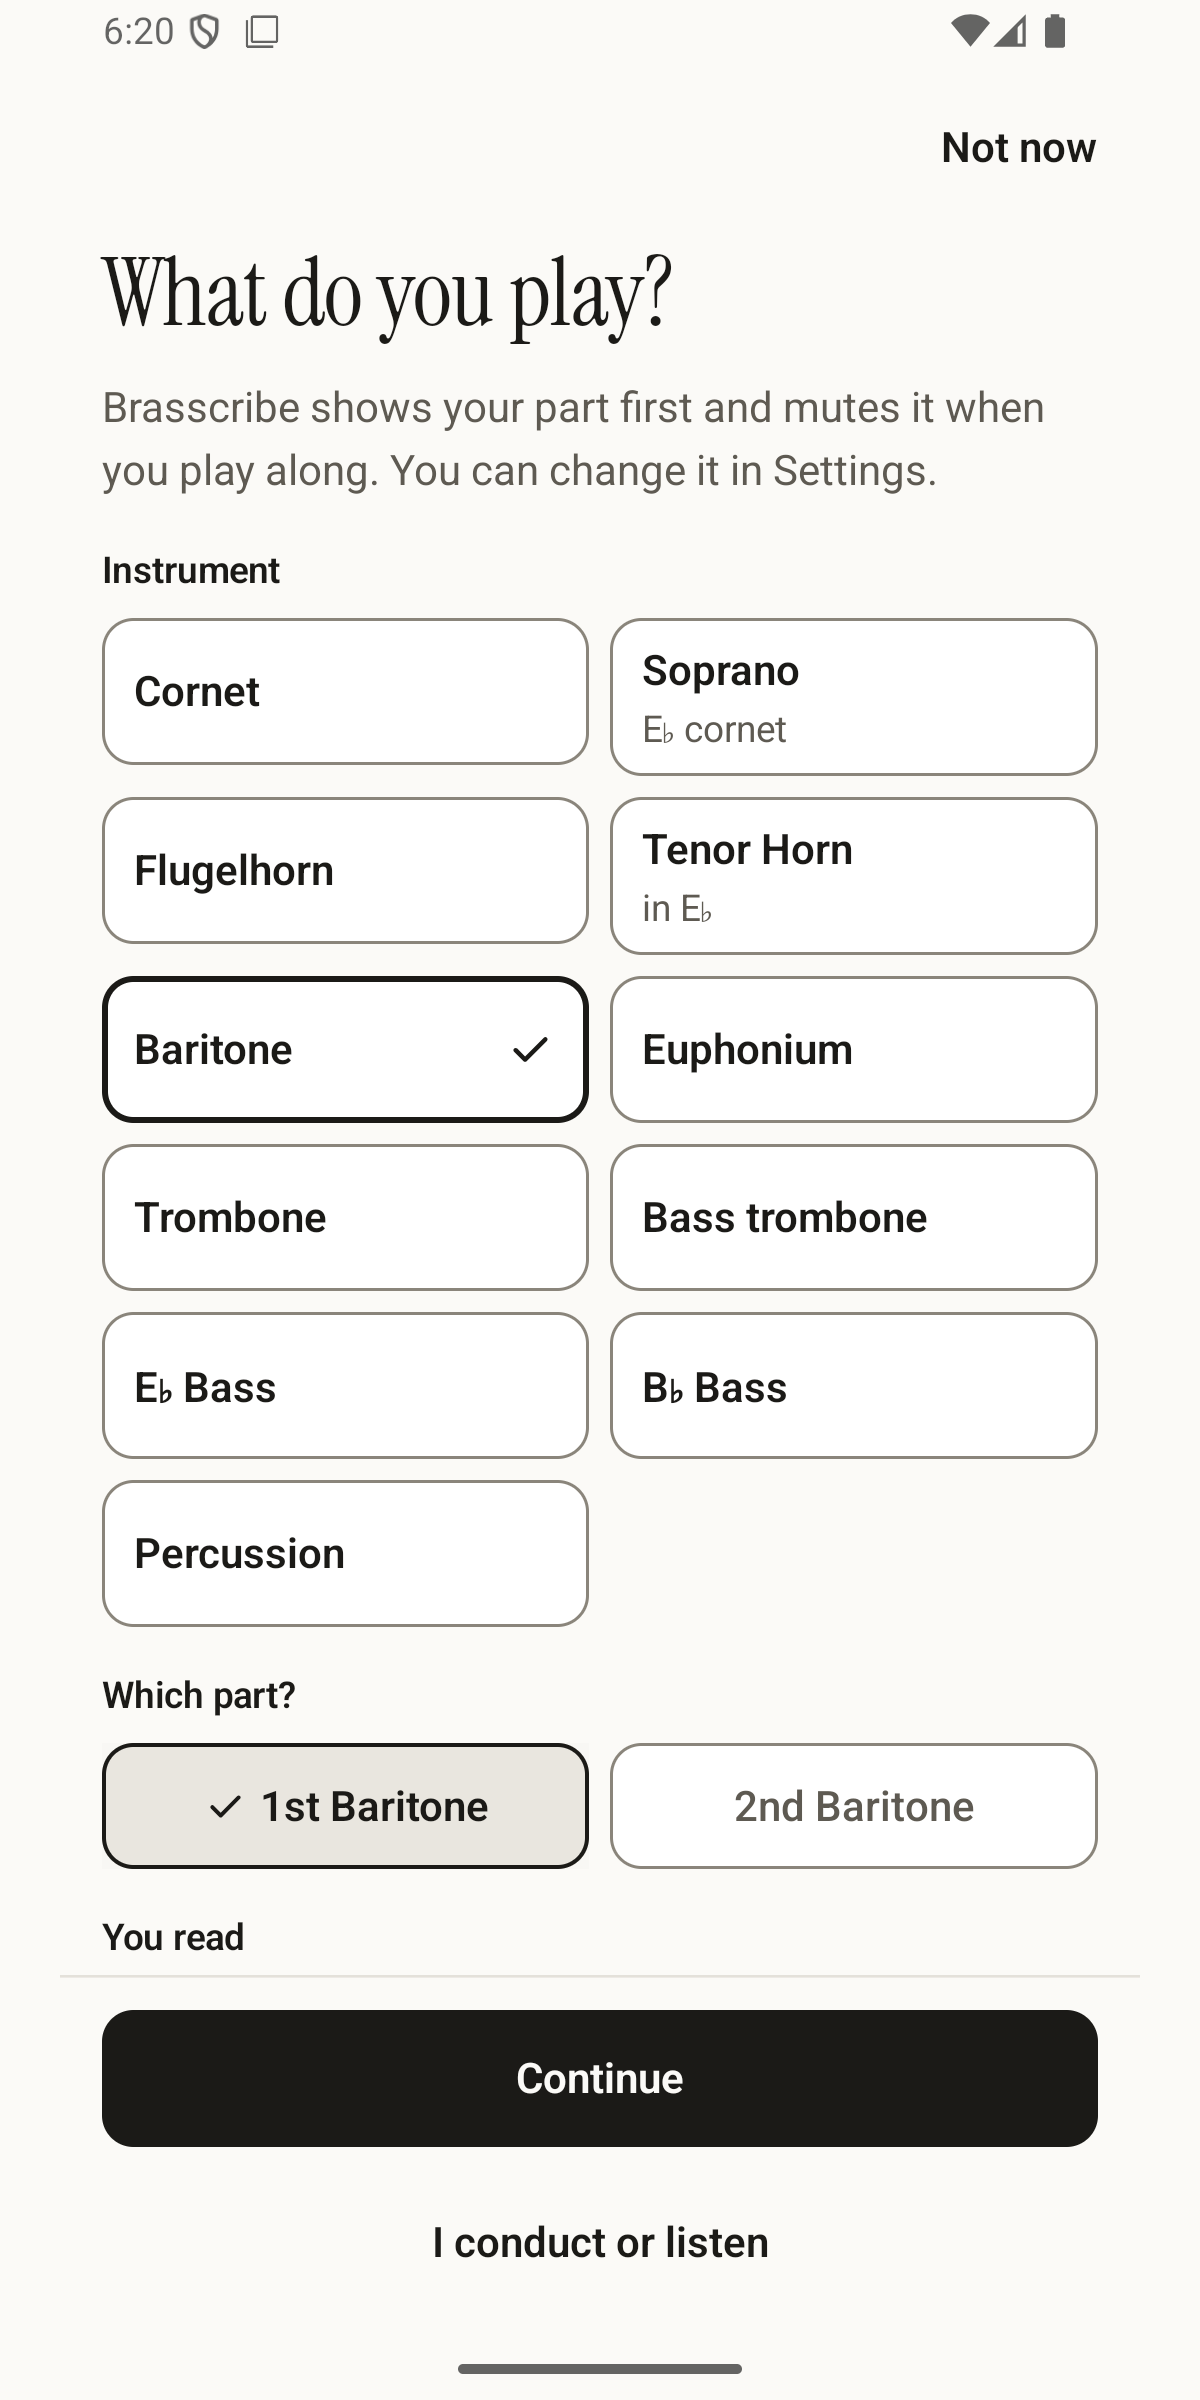 6:20
Not now
What do you play?
Brasscribe shows your part first and mutes it when
you play along. You can change it in Settings.
Instrument
Cornet
Soprano
E♭ cornet
Flugelhorn
Tenor Horn
in E♭
Baritone
Euphonium
Trombone
Bass trombone
E♭ Bass
B♭ Bass
Percussion
Which part?
1st Baritone
2nd Baritone
You read
Continue
I conduct or listen